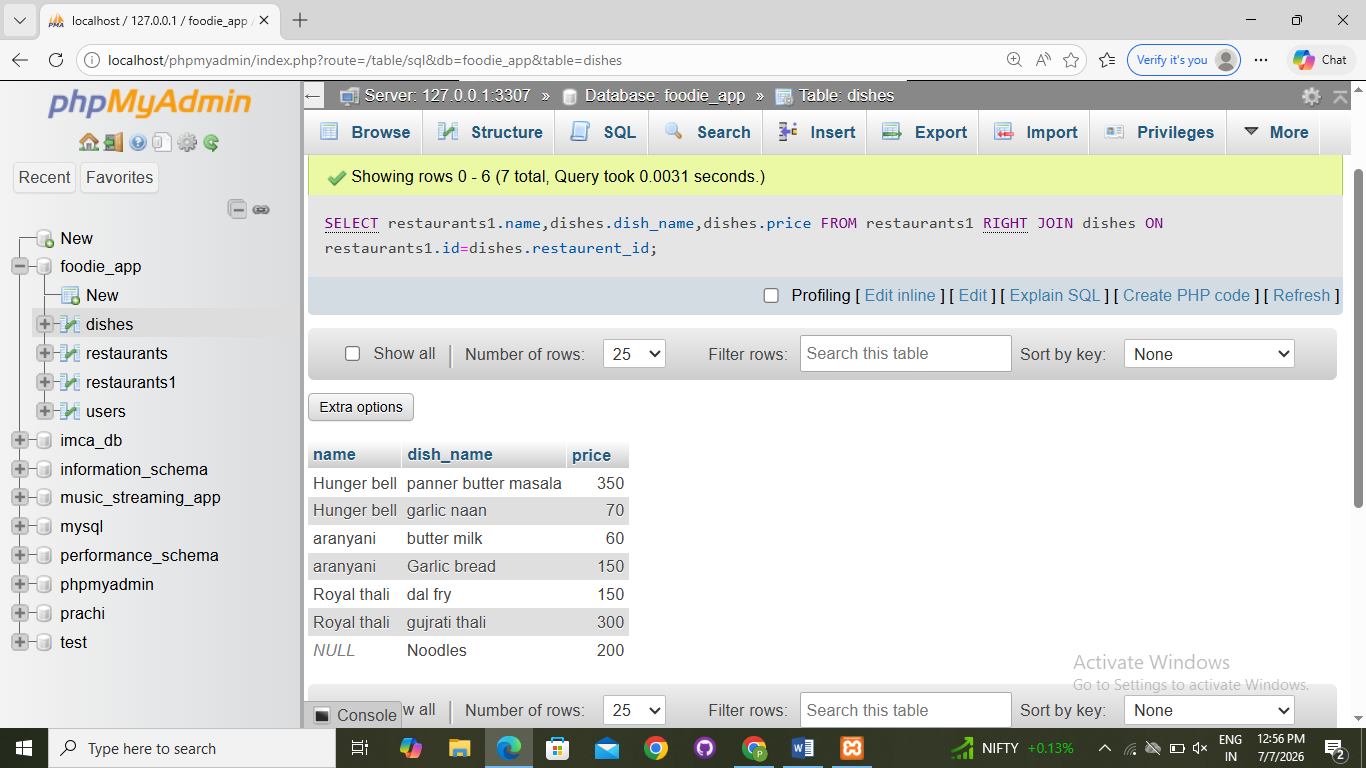 localhost / 127.0.0.1 / foodie_app
localhost/phpmyadmin/index.php?route=/table/sql&db=foodie_app&table=dishes
Verify it's you
Chat
phpMyAdmin
Recent
Favorites
New
foodie_app
New
dishes
restaurants
restaurants1
users
imca_db
information_schema
music_streaming_app
mysql
performance_schema
phpmyadmin
prachi
test
Server: 127.0.0.1:3307 » Database: foodie_app » Table: dishes
Browse Structure SQL Search Insert Export Import Privileges More
Showing rows 0 - 6 (7 total, Query took 0.0031 seconds.)
SELECT restaurants1.name,dishes.dish_name,dishes.price FROM restaurants1 RIGHT JOIN dishes ON
restaurants1.id=dishes.restaurent_id;
Profiling [ Edit inline ] [ Edit ] [ Explain SQL ] [ Create PHP code ] [ Refresh ]
Show all Number of rows: 25 Filter rows: Search this table Sort by key: None
Extra options
name dish_name price
Hunger bell panner butter masala 350
Hunger bell garlic naan 70
aranyani butter milk 60
aranyani Garlic bread 150
Royal thali dal fry 150
Royal thali gujrati thali 300
NULL Noodles 200
Activate Windows
Go to Settings to activate Windows.
Console
w all Number of rows: 25 Filter rows: Search this table Sort by key: None
Type here to search
NIFTY +0.13%
ENG
IN
12:56 PM
7/7/2026
2